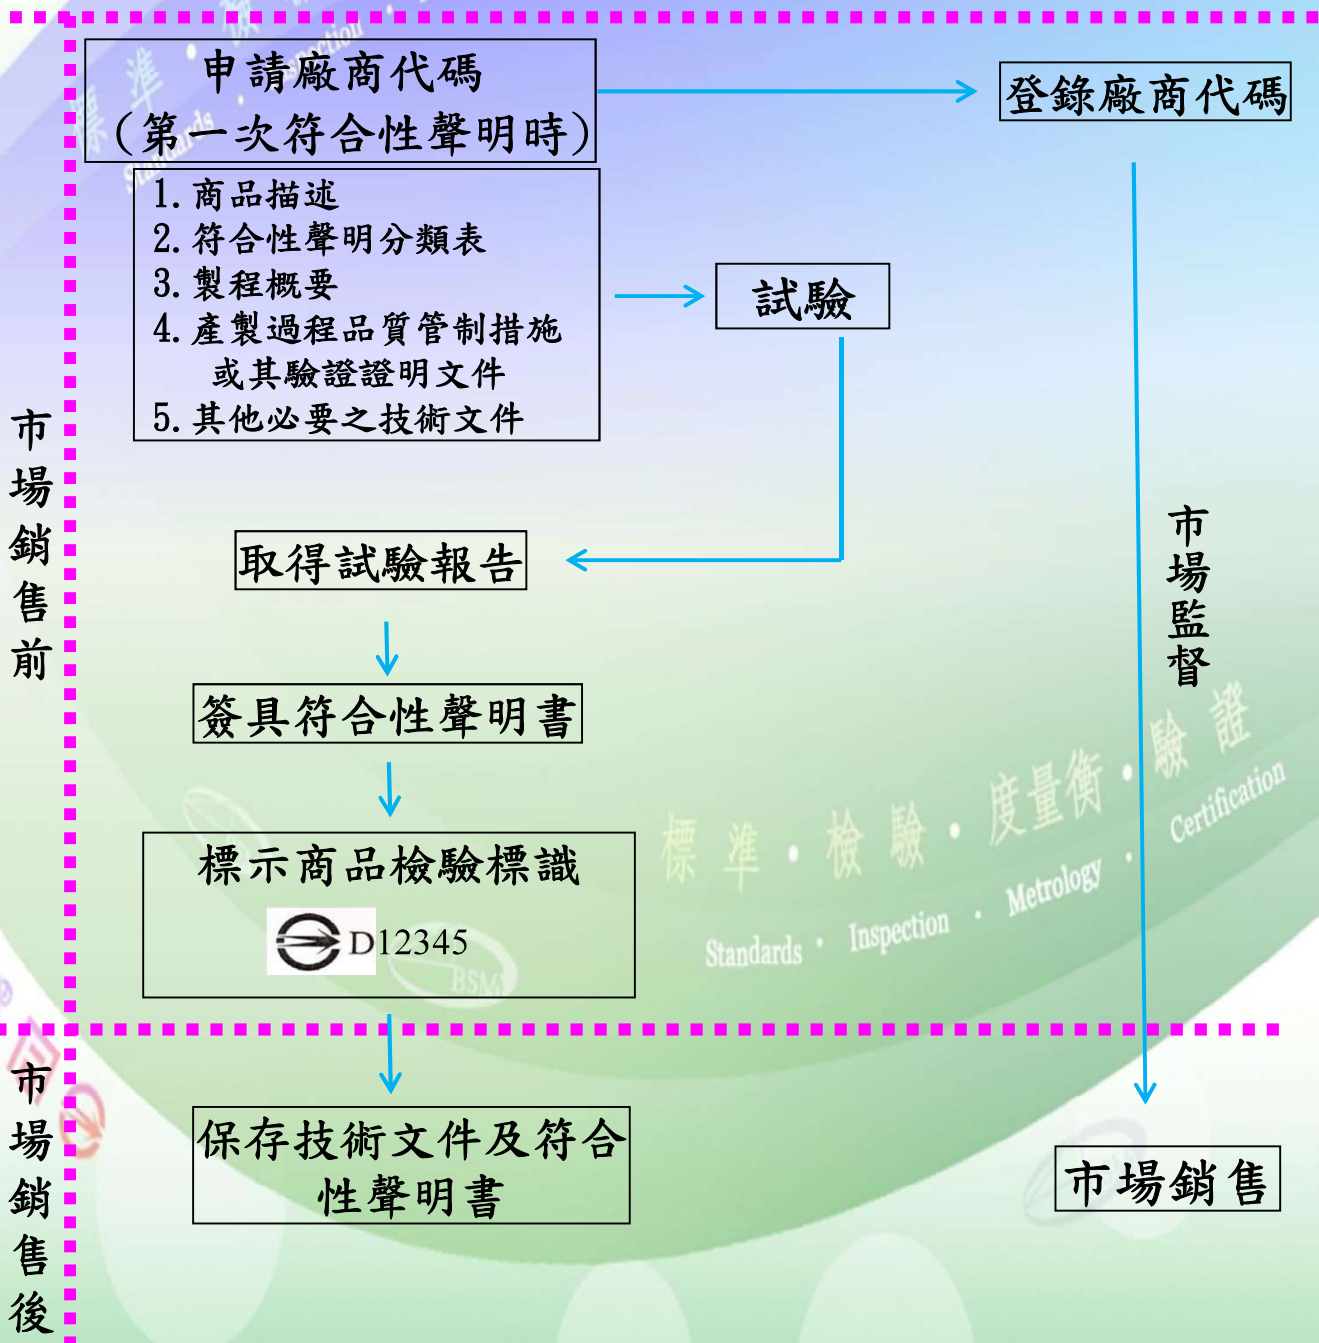 申請廠商代碼
(第一次符合性聲明時)
登錄廠商代碼
1.商品描述
2.符合性聲明分類表
3.製程概要
4.產製過程品質管制措施
或其驗證證明文件
5.其他必要之技術文件
試驗
市場銷售前
取得試驗報告
市場監督
簽具符合性聲明書
標示商品檢驗標識
D12345
標準·檢驗·度量衡·驗證
Standards · Inspection · Metrology · Certification
BSMI
市場銷售後
保存技術文件及符合
性聲明書
市場銷售